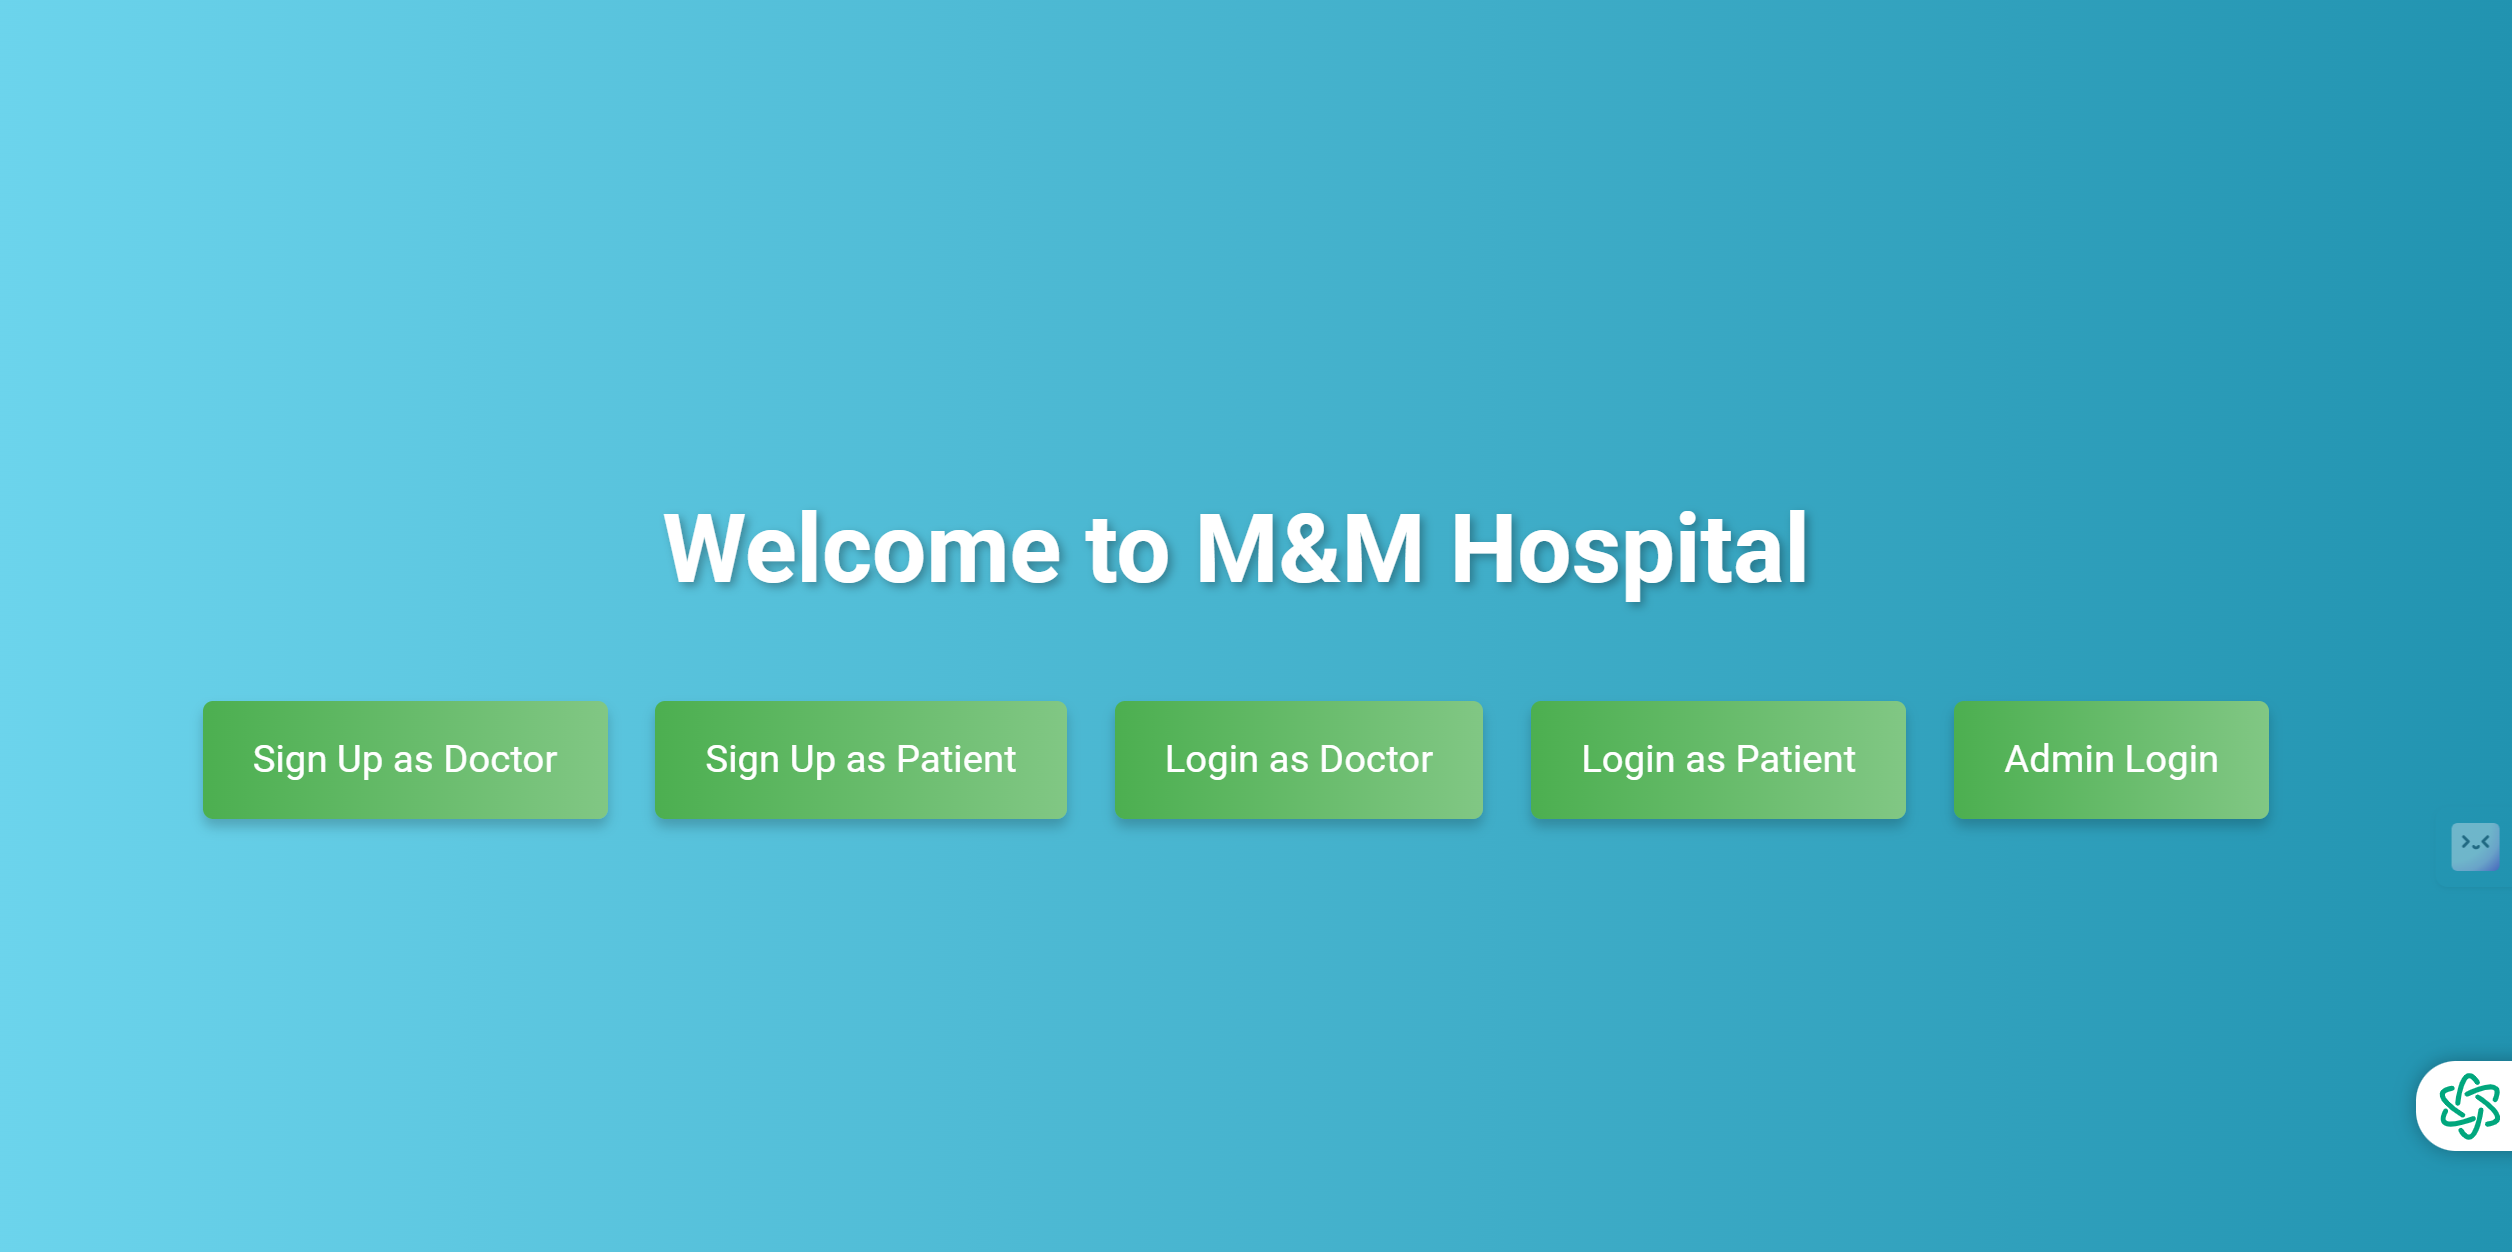 Welcome to M&M Hospital
Sign Up as Doctor
Sign Up as Patient
Login as Doctor
Login as Patient
Admin Login